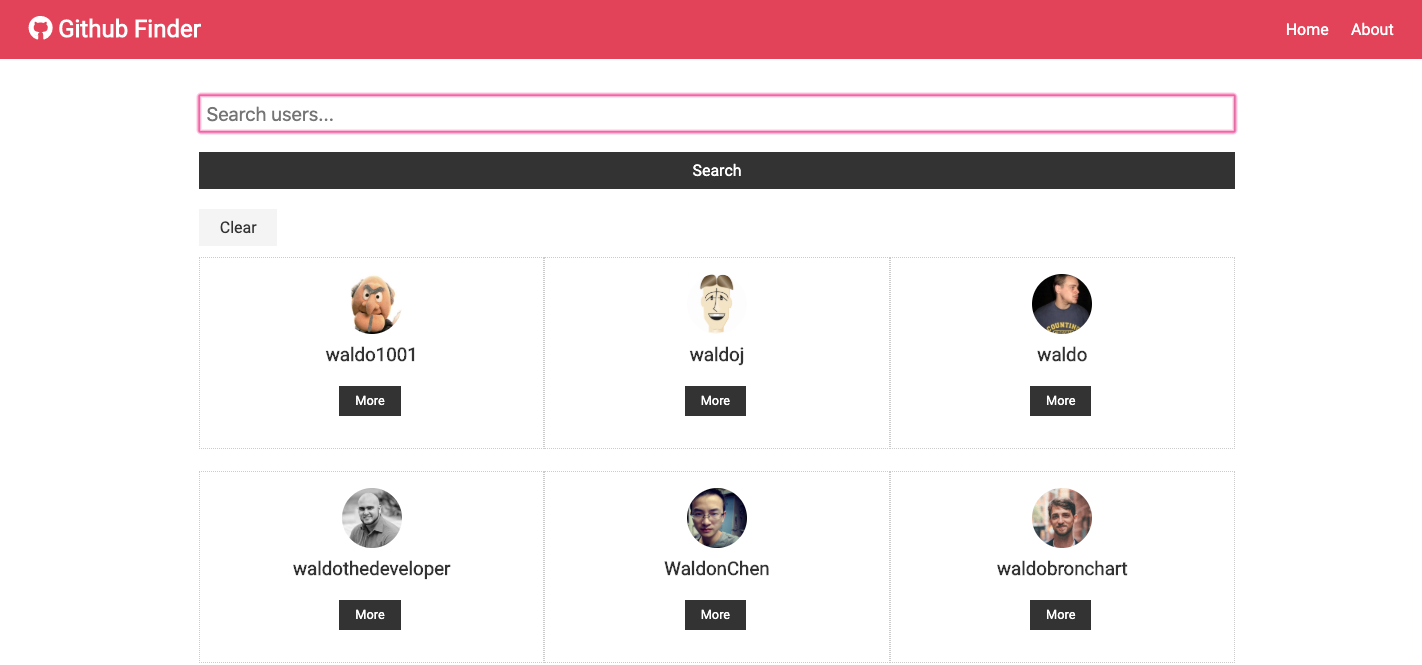 Github Finder
Home About
Search users...
Search
Clear
COUNTING
waldo1001 waldoj waldo
More More More
waldothedeveloper WaldonChen waldobronchart
More More More